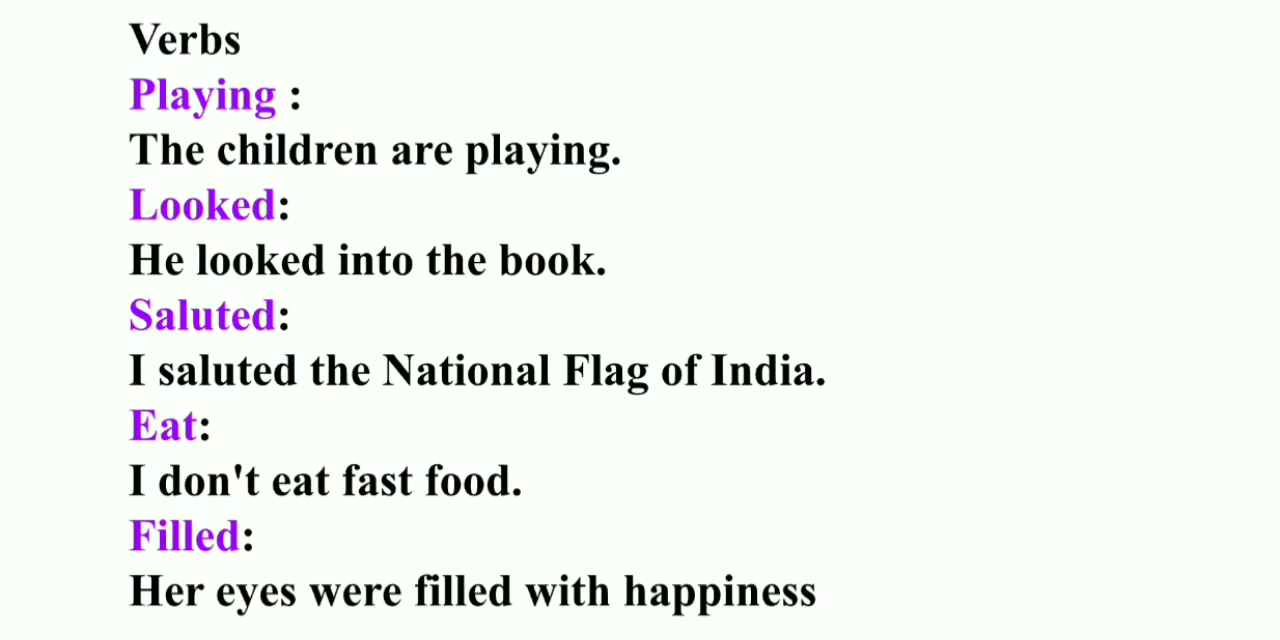 Verbs
Playing :
The children are playing.
Looked:
He looked into the book.
Saluted:
I saluted the National Flag of India.
Eat:
I don't eat fast food.
Filled:
Her eyes were filled with happiness